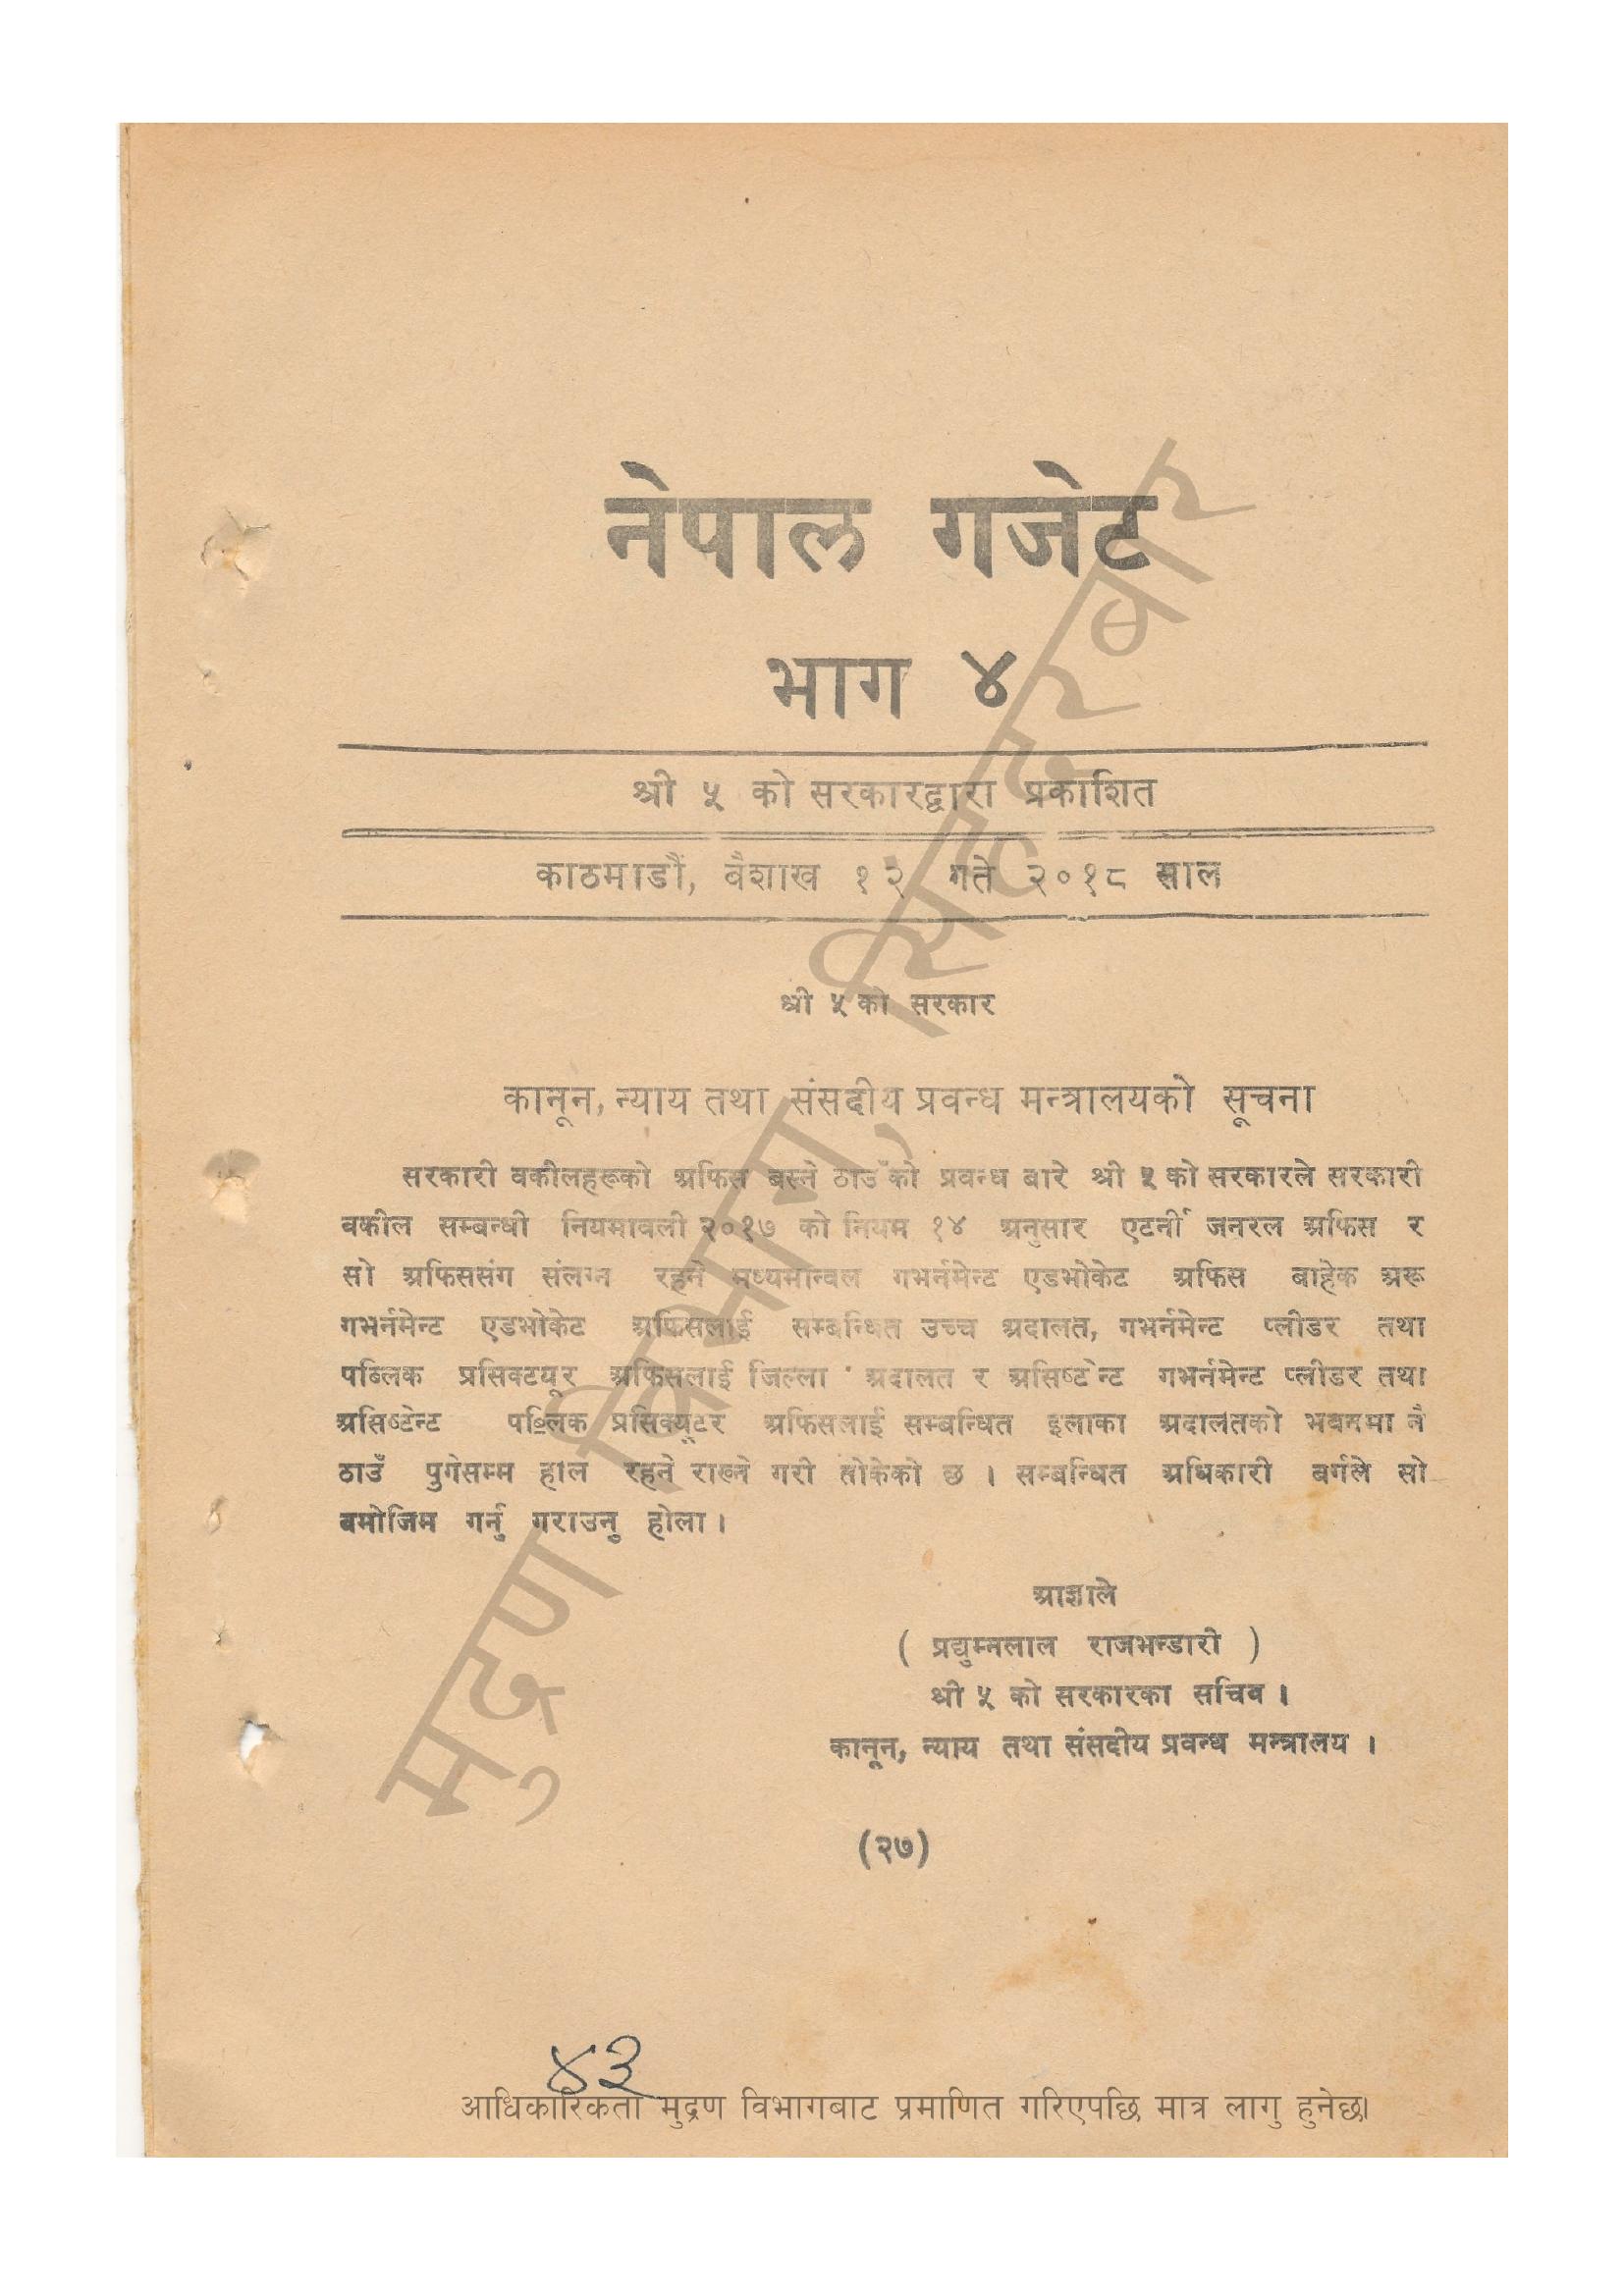 नेपाल गजेट
भाग ४
श्री ५ को सरकारद्वारा प्रकाशित
काठमाडौं, बैशाख १२ गते २०१८ साल
श्री ५ को सरकार
कानून, न्याय तथा संसदीय प्रवन्ध मन्त्रालयको सूचना
सरकारी वकीलहरूको अफिस बस्ने ठाउँको प्रवन्ध बारे श्री ५ को सरकारले सरकारी
वकील सम्बन्धी नियमावली २०१७ को नियम १४ अनुसार एटर्नी जनरल अफिस र
सो अफिससंग संलग्न रहने मध्यमान्चल गभर्नमेन्ट एडभोकेट अफिस बाहेक अरू
गभर्नमेन्ट एडभोकेट अफिसलाई सम्बन्धित उच्च अदालत, गभर्नमेन्ट प्लीडर तथा
पब्लिक प्रसिक्टयूर अफिसलाई जिल्ला अदालत र असिष्टेन्ट गभर्नमेन्ट प्लीडर तथा
असिष्टेन्ट पब्लिक प्रसिक्यूटर अफिसलाई सम्बन्धित इलाका अदालतको भवनमा नै
ठाउँ पुगेसम्म हाल रहने राख्ने गरी तोकेको छ । सम्बन्धित अधिकारी बर्गले सो
बमोजिम गर्नु गराउनु होला ।
आज्ञाले
( प्रद्युम्नलाल राजभन्डारी )
श्री ५ को सरकारका सचिव ।
कानून, न्याय तथा संसदीय प्रवन्ध मन्त्रालय ।
(२७)
४३
आधिकारिकता मुद्रण विभागबाट प्रमाणित गरिएपछि मात्र लागु हुनेछ।
मुद्रण विभाग, सिंहदरबार